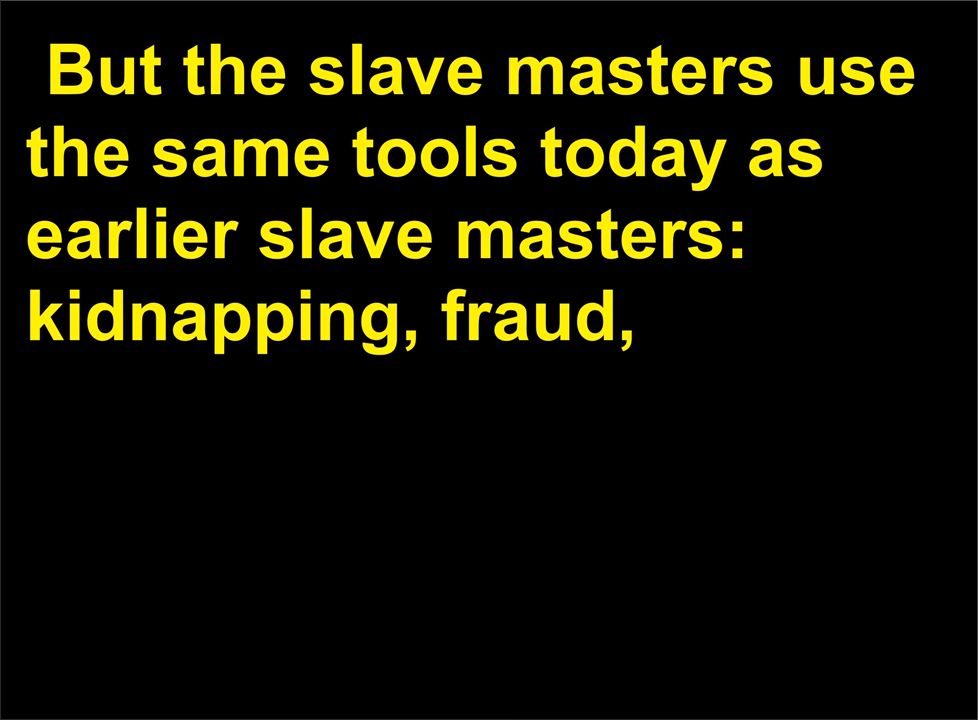 But the slave masters use
the same tools today as
earlier slave masters:
kidnapping, fraud,